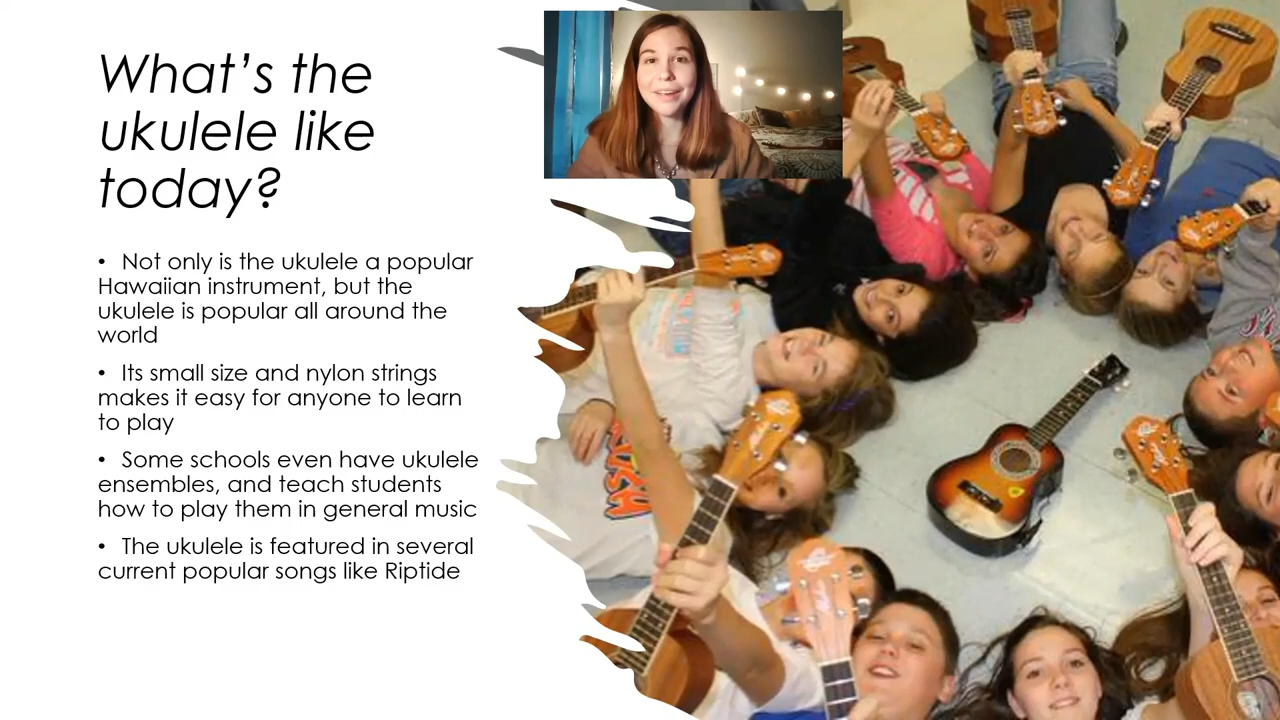 What's the
ukulele like
today?
• Not only is the ukulele a popular
Hawaiian instrument, but the
ukulele is popular all around the
world
• Its small size and nylon strings
makes it easy for anyone to learn
to play
• Some schools even have ukulele
ensembles, and teach students
how to play them in general music
• The ukulele is featured in several
current popular songs like Riptide